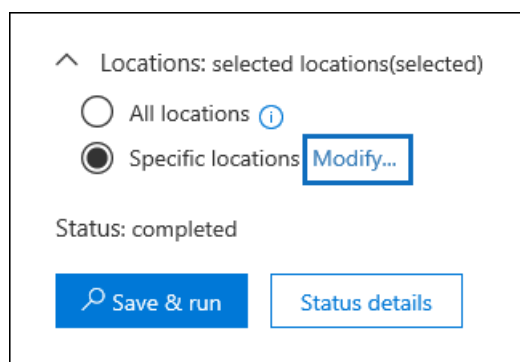 Locations: selected locations(selected)
All locations
Specific locations Modify...
Status: completed
Save & run
Status details